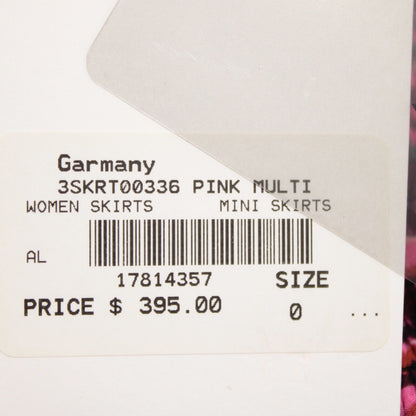 Garmany
3SKRT00336 PINK MULTI
WOMEN SKIRTS MINI SKIRTS
AL
17814357 SIZE
PRICE $ 395.00 0 ...